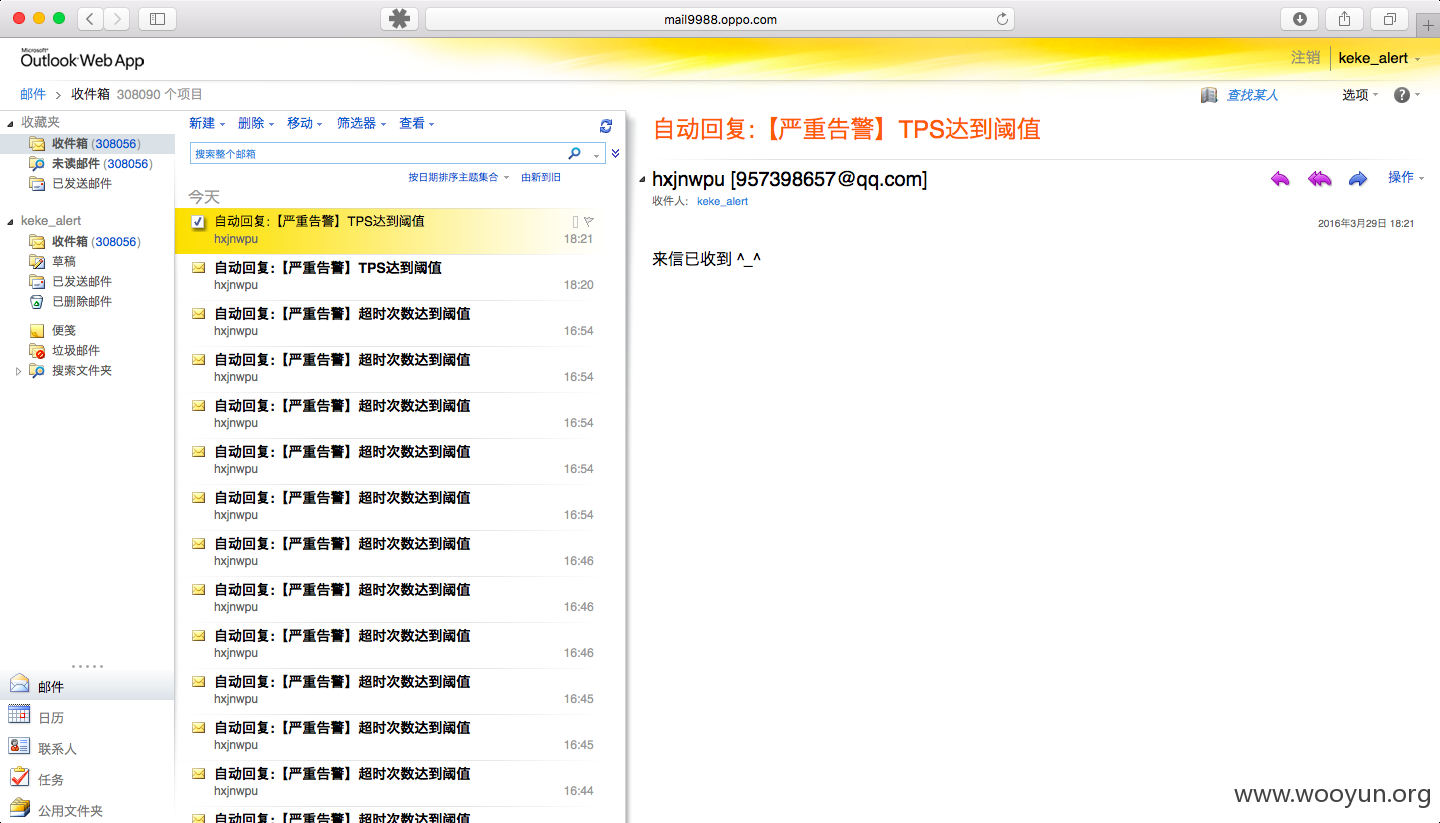 mail9988.oppo.com
Microsoft®
Outlook Web App
注销 keke_alert
邮件 > 收件箱 308090 个项目
查找某人 选项
收藏夹
收件箱 (308056)
未读邮件 (308056)
已发送邮件
keke_alert
收件箱 (308056)
草稿
已发送邮件
已删除邮件
便笺
垃圾邮件
搜索文件夹
邮件
日历
联系人
任务
公用文件夹
新建 删除 移动 筛选器 查看
搜索整个邮箱
按日期排序主题集合 由新到旧
今天
自动回复:【严重告警】TPS达到阈值
hxjnwpu 18:21
自动回复:【严重告警】TPS达到阈值
hxjnwpu 18:20
自动回复:【严重告警】超时次数达到阈值
hxjnwpu 16:54
自动回复:【严重告警】超时次数达到阈值
hxjnwpu 16:54
自动回复:【严重告警】超时次数达到阈值
hxjnwpu 16:54
自动回复:【严重告警】超时次数达到阈值
hxjnwpu 16:54
自动回复:【严重告警】超时次数达到阈值
hxjnwpu 16:54
自动回复:【严重告警】超时次数达到阈值
hxjnwpu 16:46
自动回复:【严重告警】超时次数达到阈值
hxjnwpu 16:46
自动回复:【严重告警】超时次数达到阈值
hxjnwpu 16:46
自动回复:【严重告警】超时次数达到阈值
hxjnwpu 16:45
自动回复:【严重告警】超时次数达到阈值
hxjnwpu 16:45
自动回复:【严重告警】超时次数达到阈值
hxjnwpu 16:44
自动回复:【严重告警】超时次数达到阈值
自动回复:【严重告警】TPS达到阈值
hxjnwpu [957398657@qq.com]
操作
收件人: keke_alert
2016年3月29日 18:21
来信已收到 ^_^
www.wooyun.org